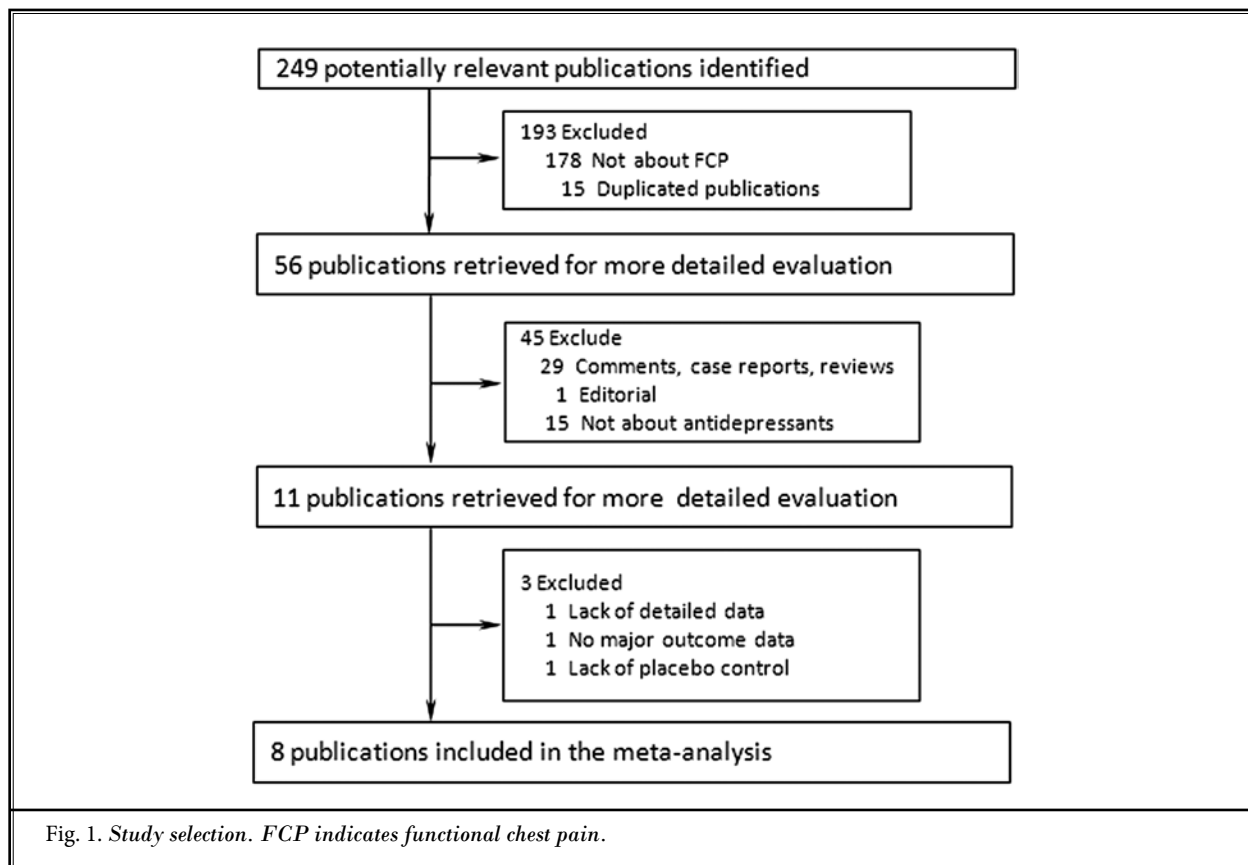 249 potentially relevant publications identified
193 Excluded
178 Not about FCP
15 Duplicated publications
56 publications retrieved for more detailed evaluation
45 Exclude
29 Comments, case reports, reviews
1 Editorial
15 Not about antidepressants
11 publications retrieved for more detailed evaluation
3 Excluded
1 Lack of detailed data
1 No major outcome data
1 Lack of placebo control
8 publications included in the meta-analysis
Fig. 1. Study selection. FCP indicates functional chest pain.